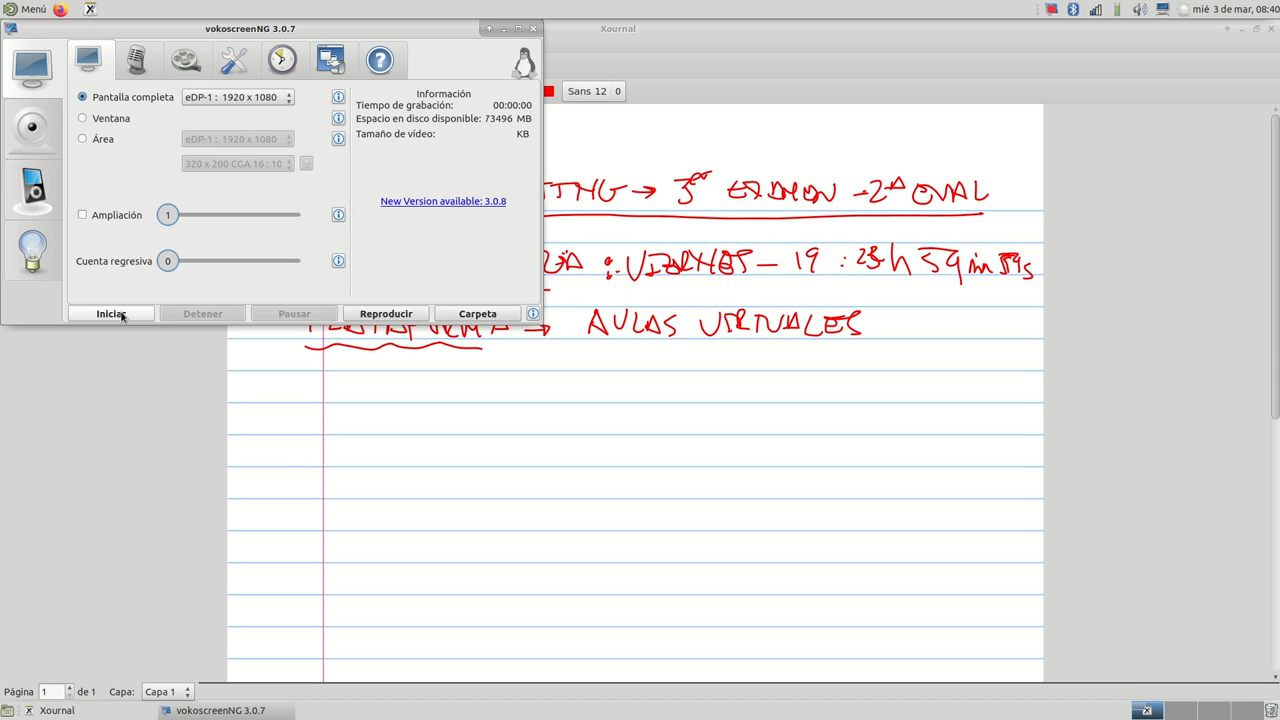 Menú
mié 3 de mar, 08:40
vokoscreenNG 3.0.7
Xournal
Sans 12 0
Pantalla completa eDP-1 : 1920 x 1080
Ventana
Área eDP-1 : 1920 x 1080
320 x 200 CGA 16 : 10
Ampliación 1
Cuenta regresiva 0
Información
Tiempo de grabación: 00:00:00
Espacio en disco disponible: 73496 MB
Tamaño de vídeo: KB
New Version available: 3.0.8
Iniciar Detener Pausar Reproducir Carpeta
→ 3er EXAMEN - 2ª EVAL
: VIERNES - 19 : 23h 59m 59s
→ AULAS VIRTUALES
Página 1 de 1 Capa: Capa 1
Xournal vokoscreenNG 3.0.7